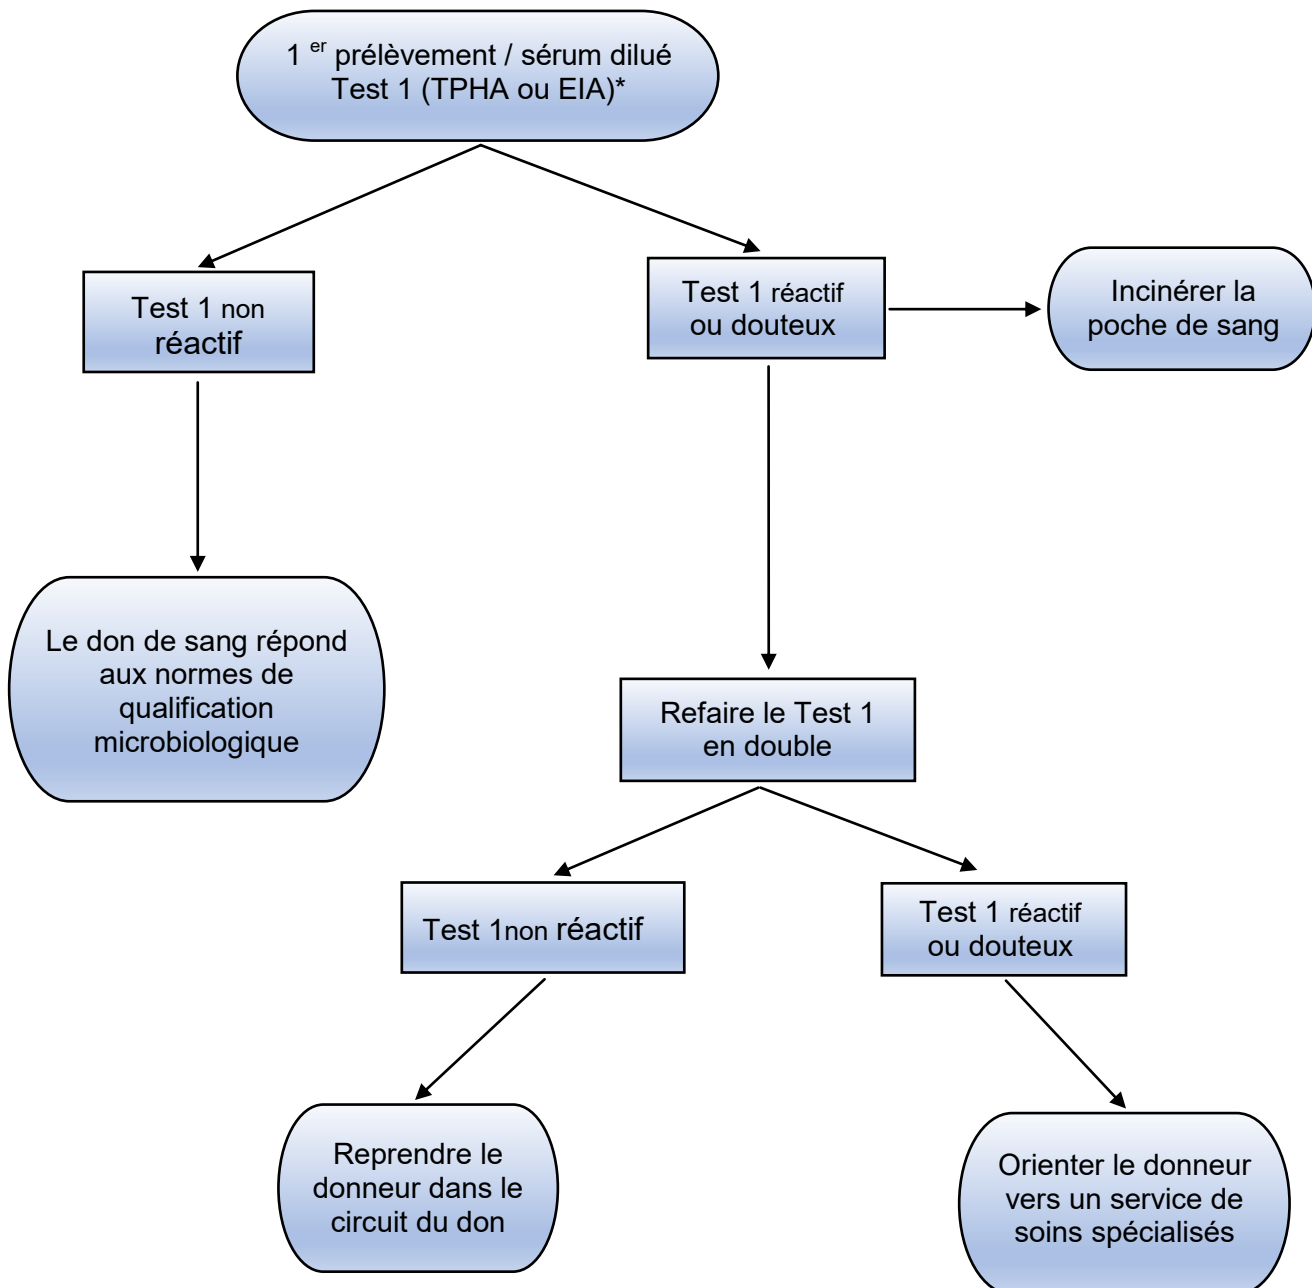 1 er prélèvement / sérum dilué
Test 1 (TPHA ou EIA)*
Test 1 non
réactif
Test 1 réactif
ou douteux
Incinérer la
poche de sang
Le don de sang répond
aux normes de
qualification
microbiologique
Refaire le Test 1
en double
Test 1non réactif
Test 1 réactif
ou douteux
Reprendre le
donneur dans le
circuit du don
Orienter le donneur
vers un service de
soins spécialisés